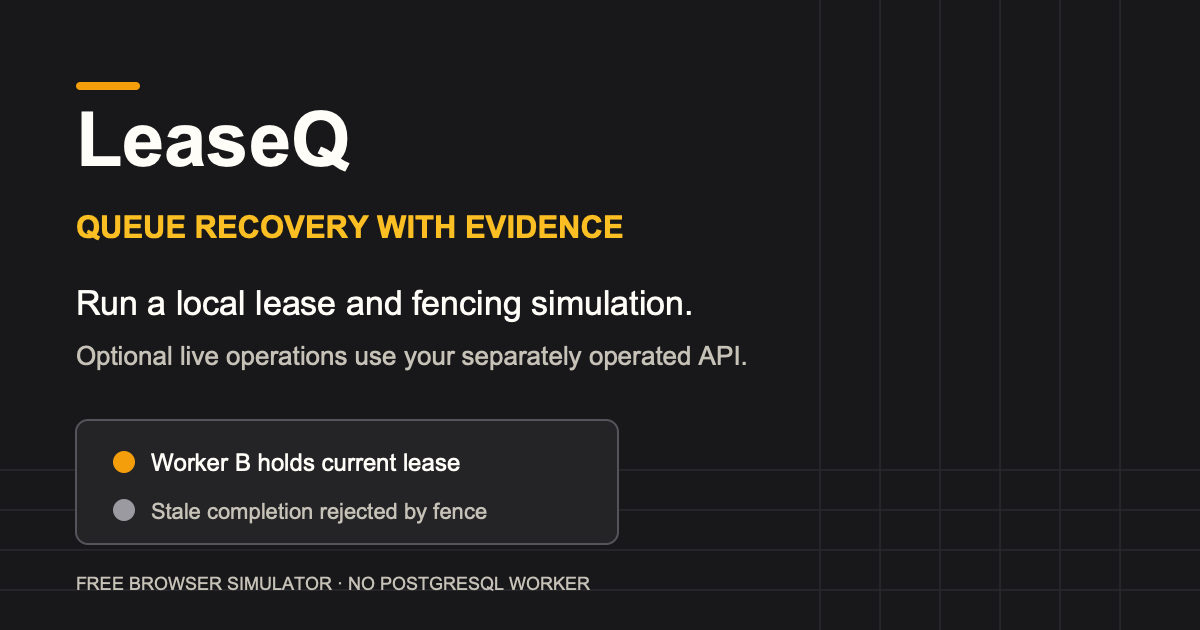 LeaseQ
QUEUE RECOVERY WITH EVIDENCE
Run a local lease and fencing simulation.
Optional live operations use your separately operated API.
Worker B holds current lease
Stale completion rejected by fence
FREE BROWSER SIMULATOR · NO POSTGRESQL WORKER